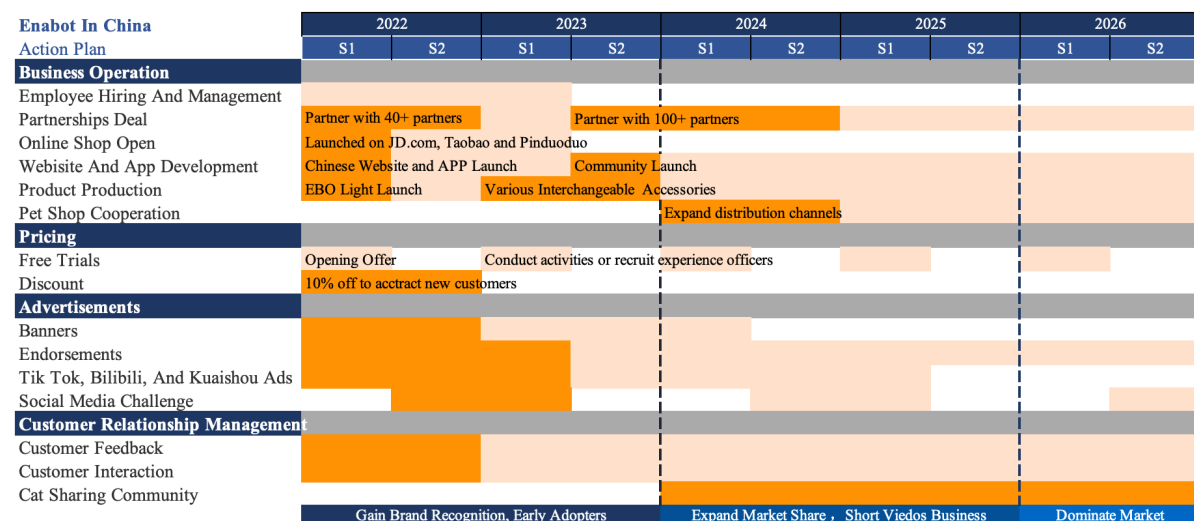 Enabot In China 2022 2023 2024 2025 2026
Action Plan S1 S2 S1 S2 S1 S2 S1 S2 S1 S2
Business Operation
Employee Hiring And Management
Partnerships Deal Partner with 40+ partners Partner with 100+ partners
Online Shop Open Launched on JD.com, Taobao and Pinduoduo
Webisite And App Development Chinese Website and APP Launch Community Launch
Product Production EBO Light Launch Various Interchangeable Accessories
Pet Shop Cooperation Expand distribution channels
Pricing
Free Trials Opening Offer Conduct activities or recruit experience officers
Discount 10% off to acctract new customers
Advertisements
Banners
Endorsements
Tik Tok, Bilibili, And Kuaishou Ads
Social Media Challenge
Customer Relationship Management
Customer Feedback
Customer Interaction
Cat Sharing Community
Gain Brand Recognition, Early Adopters Expand Market Share ，Short Viedos Business Dominate Market